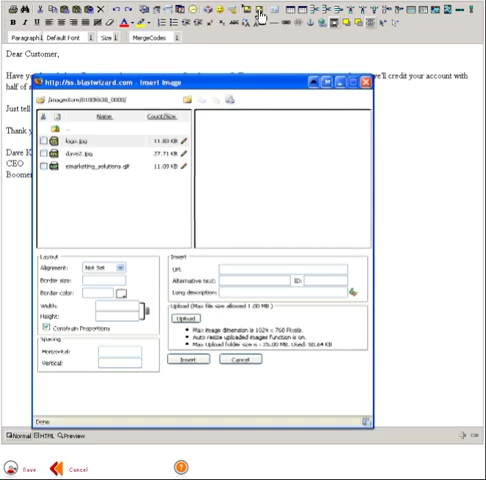 Paragraph Default Font Size MergeCodes
Dear Customer,
Have y
we'll credit your account with
half of
Just tell
Thank y
Dave K
CEO
Boomer
http://ss.blastwizard.com - Insert Image
Name Count/Size
logo.jpg 11.83 KB
dave2.jpg 27.71 KB
emarketing_solutions.gif 11.09 KB
Layout
Alignment: Not Set
Border size:
Border color:
Width:
Height:
Constrain Proportions
Spacing
Horizontal:
Vertical:
Insert
Url:
Alternative text: ID:
Long description:
Upload (Max file size allowed 1.00 MB)
Upload
Max image dimension is 1024 x 768 Pixels.
Auto resize uploaded images function is on.
Max Upload folder size is : 25.00 MB. Used: 50.64 KB
Insert Cancel
Done
Normal HTML Preview
Save Cancel